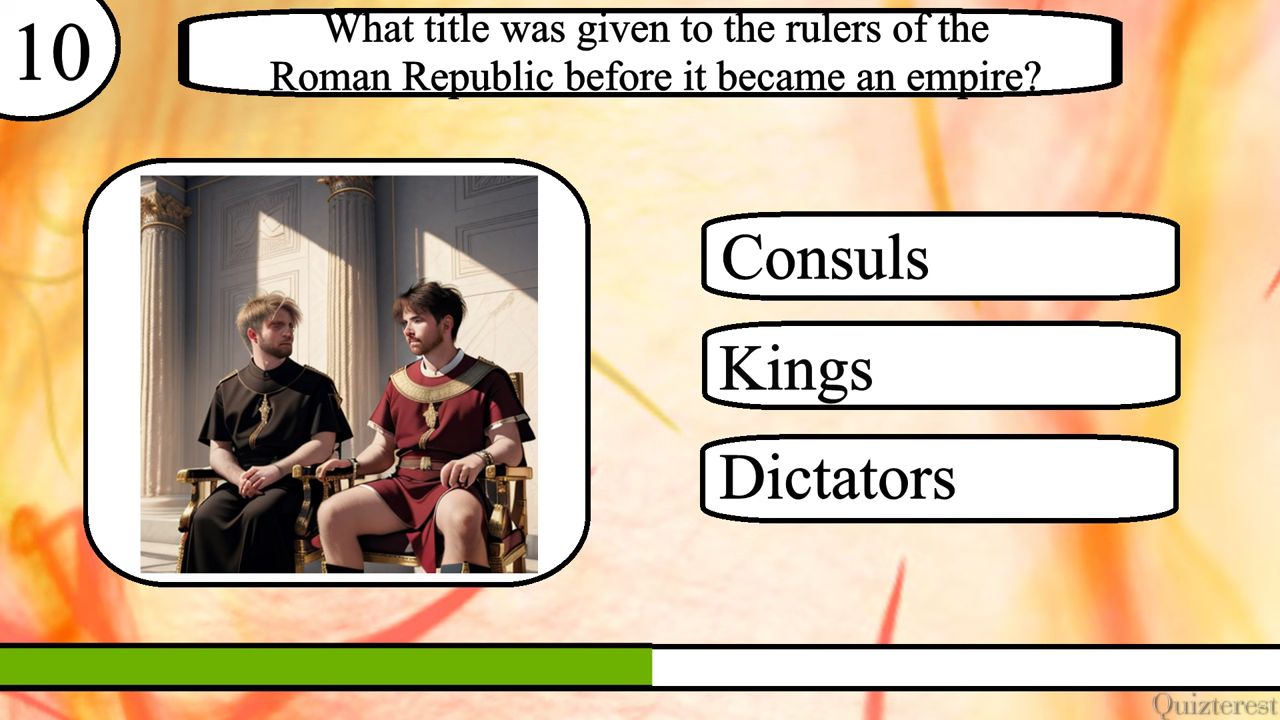 10
What title was given to the rulers of the
Roman Republic before it became an empire?
Consuls
Kings
Dictators
Quizterest